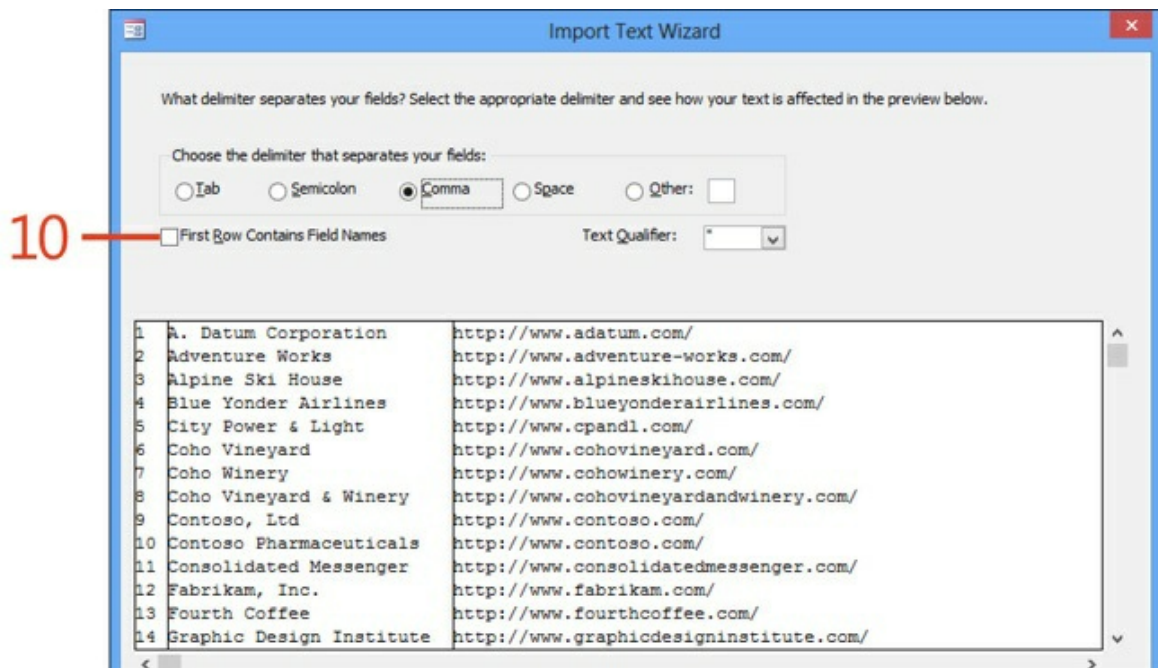 Import Text Wizard
What delimiter separates your fields? Select the appropriate delimiter and see how your text is affected in the preview below.
Choose the delimiter that separates your fields:
Tab Semicolon Comma Space Other:
10 First Row Contains Field Names Text Qualifier: "
1 A. Datum Corporation http://www.adatum.com/
2 Adventure Works http://www.adventure-works.com/
3 Alpine Ski House http://www.alpineskihouse.com/
4 Blue Yonder Airlines http://www.blueyonderairlines.com/
5 City Power & Light http://www.cpandl.com/
6 Coho Vineyard http://www.cohovineyard.com/
7 Coho Winery http://www.cohowinery.com/
8 Coho Vineyard & Winery http://www.cohovineyardandwinery.com/
9 Contoso, Ltd http://www.contoso.com/
10 Contoso Pharmaceuticals http://www.contoso.com/
11 Consolidated Messenger http://www.consolidatedmessenger.com/
12 Fabrikam, Inc. http://www.fabrikam.com/
13 Fourth Coffee http://www.fourthcoffee.com/
14 Graphic Design Institute http://www.graphicdesigninstitute.com/